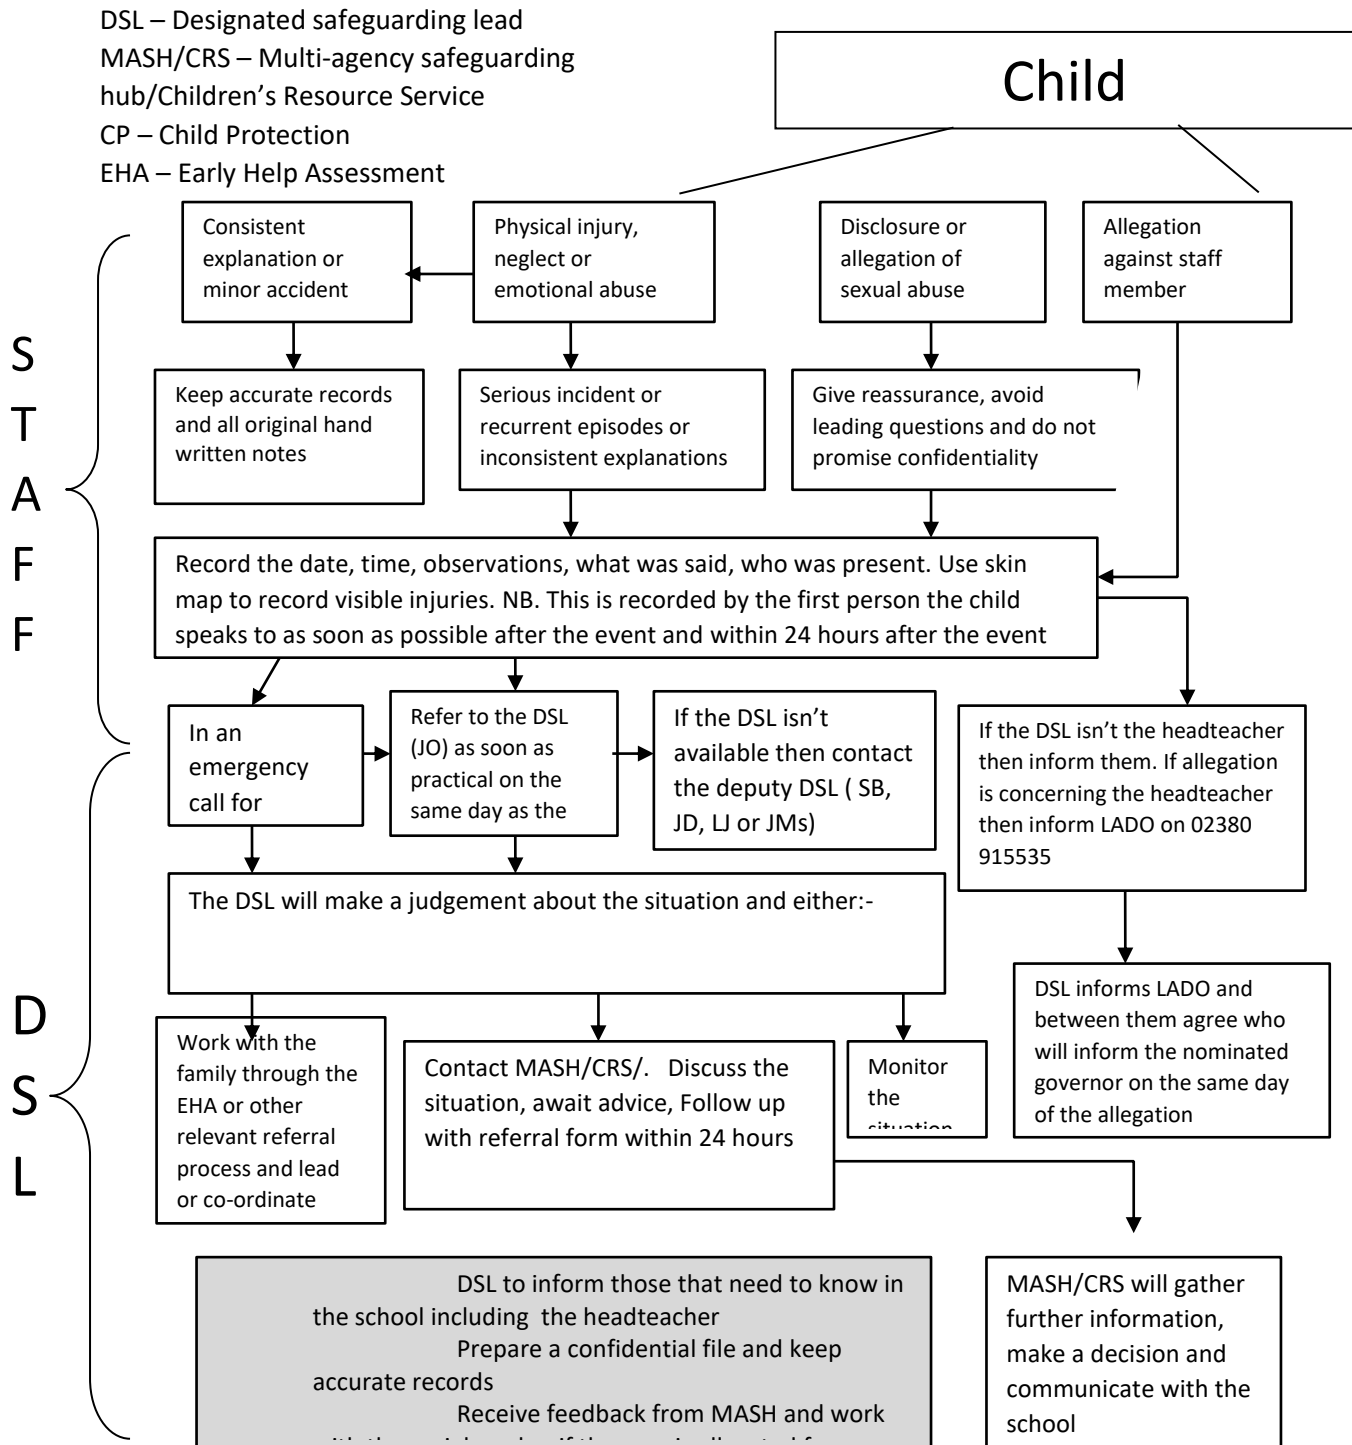 DSL – Designated safeguarding lead
MASH/CRS – Multi-agency safeguarding
hub/Children's Resource Service
CP – Child Protection
EHA – Early Help Assessment
Child
Consistent
explanation or
minor accident
Physical injury,
neglect or
emotional abuse
Disclosure or
allegation of
sexual abuse
Allegation
against staff
member
S
T
A
F
F
Keep accurate records
and all original hand
written notes
Serious incident or
recurrent episodes or
inconsistent explanations
Give reassurance, avoid
leading questions and do not
promise confidentiality
Record the date, time, observations, what was said, who was present. Use skin
map to record visible injuries. NB. This is recorded by the first person the child
speaks to as soon as possible after the event and within 24 hours after the event
In an
emergency
call for
Refer to the DSL
(JO) as soon as
practical on the
same day as the
If the DSL isn't
available then contact
the deputy DSL ( SB,
JD, LJ or JMs)
If the DSL isn't the headteacher
then inform them. If allegation
is concerning the headteacher
then inform LADO on 02380
915535
The DSL will make a judgement about the situation and either:-
D
S
L
Work with the
family through the
EHA or other
relevant referral
process and lead
or co-ordinate
Contact MASH/CRS/.   Discuss the
situation, await advice, Follow up
with referral form within 24 hours
Monitor
the
situation
DSL informs LADO and
between them agree who
will inform the nominated
governor on the same day
of the allegation
DSL to inform those that need to know in
the school including  the headteacher
Prepare a confidential file and keep
accurate records
Receive feedback from MASH and work
MASH/CRS will gather
further information,
make a decision and
communicate with the
school